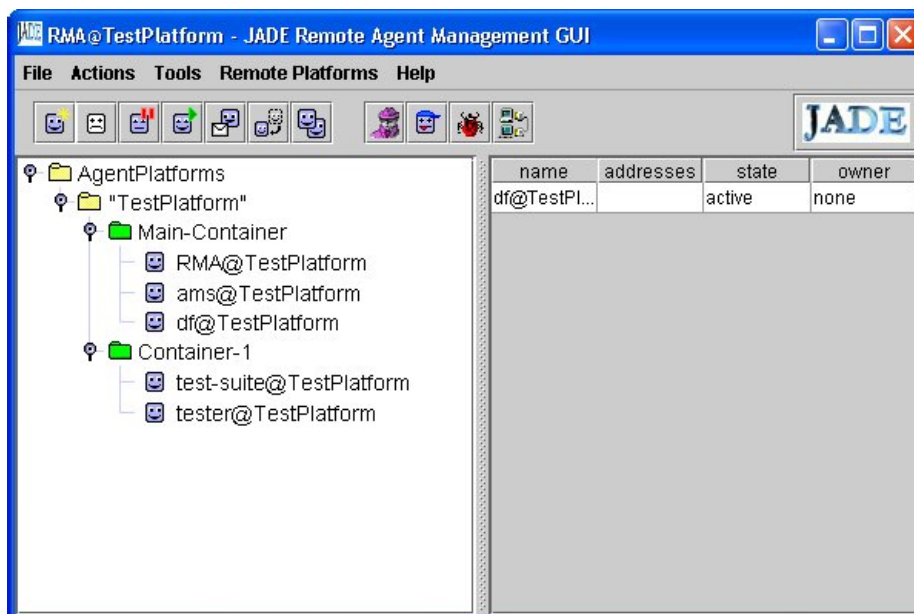 RMA@TestPlatform - JADE Remote Agent Management GUI
File Actions Tools Remote Platforms Help
JADE
AgentPlatforms
"TestPlatform"
Main-Container
RMA@TestPlatform
ams@TestPlatform
df@TestPlatform
Container-1
test-suite@TestPlatform
tester@TestPlatform
name addresses state owner
df@TestPl... active none